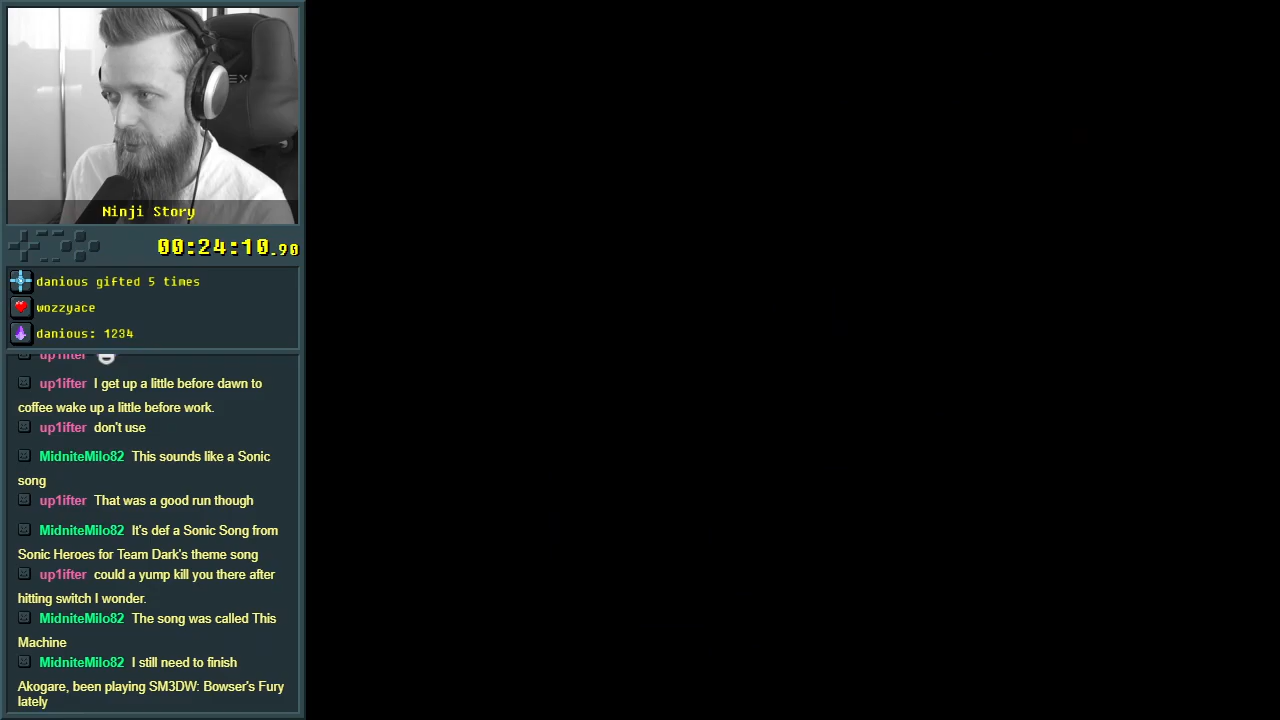 Ninji Story
00:24:10.90
danious gifted 5 times
wozzyace
danious: 1234
up1ifter
up1ifter I get up a little before dawn to
coffee wake up a little before work.
up1ifter don't use
MidniteMilo82 This sounds like a Sonic
song
up1ifter That was a good run though
MidniteMilo82 It's def a Sonic Song from
Sonic Heroes for Team Dark's theme song
up1ifter could a yump kill you there after
hitting switch I wonder.
MidniteMilo82 The song was called This
Machine
MidniteMilo82 I still need to finish
Akogare, been playing SM3DW: Bowser's Fury
lately